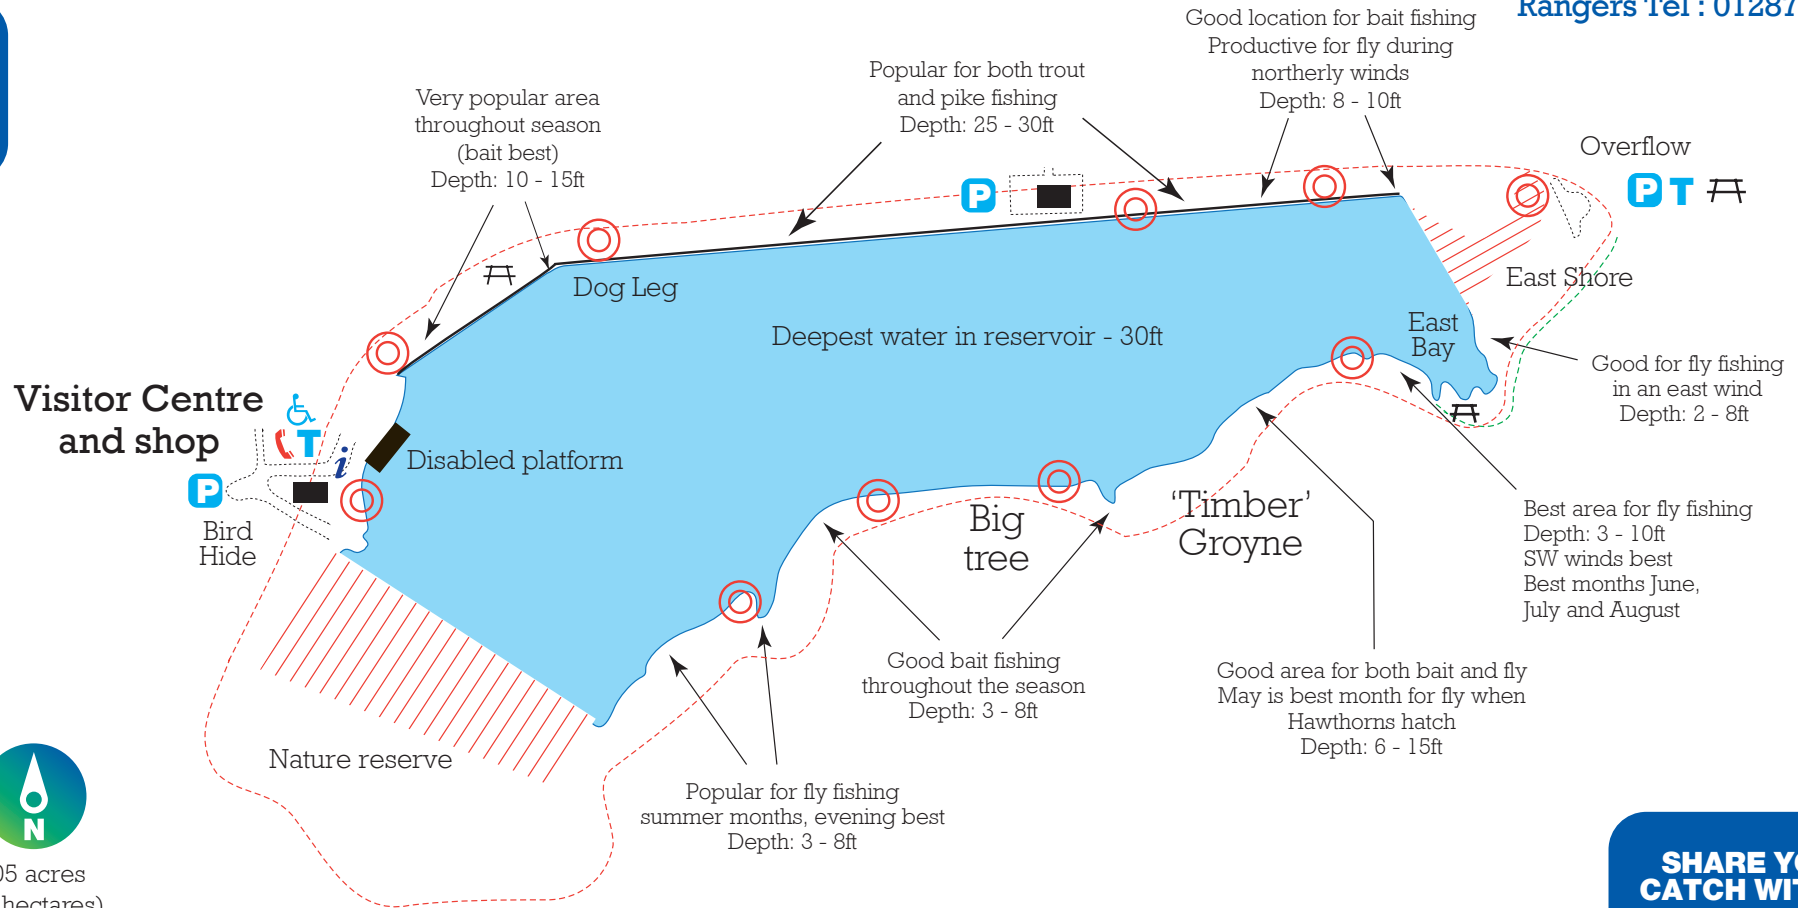 Rangers Tel : 01287
Good location for bait fishing
Productive for fly during
northerly winds
Depth: 8 - 10ft
Popular for both trout
and pike fishing
Depth: 25 - 30ft
Very popular area
throughout season
(bait best)
Depth: 10 - 15ft
Overflow
P T
P
Dog Leg
East Shore
Deepest water in reservoir - 30ft
East
Bay
Good for fly fishing
in an east wind
Depth: 2 - 8ft
Visitor Centre
and shop
T
i
P
Disabled platform
Bird
Hide
Big
tree
‘Timber’
Groyne
Best area for fly fishing
Depth: 3 - 10ft
SW winds best
Best months June,
July and August
Good bait fishing
throughout the season
Depth: 3 - 8ft
Good area for both bait and fly
May is best month for fly when
Hawthorns hatch
Depth: 6 - 15ft
Nature reserve
Popular for fly fishing
summer months, evening best
Depth: 3 - 8ft
N
05 acres
hectares)
SHARE YO
CATCH WIT